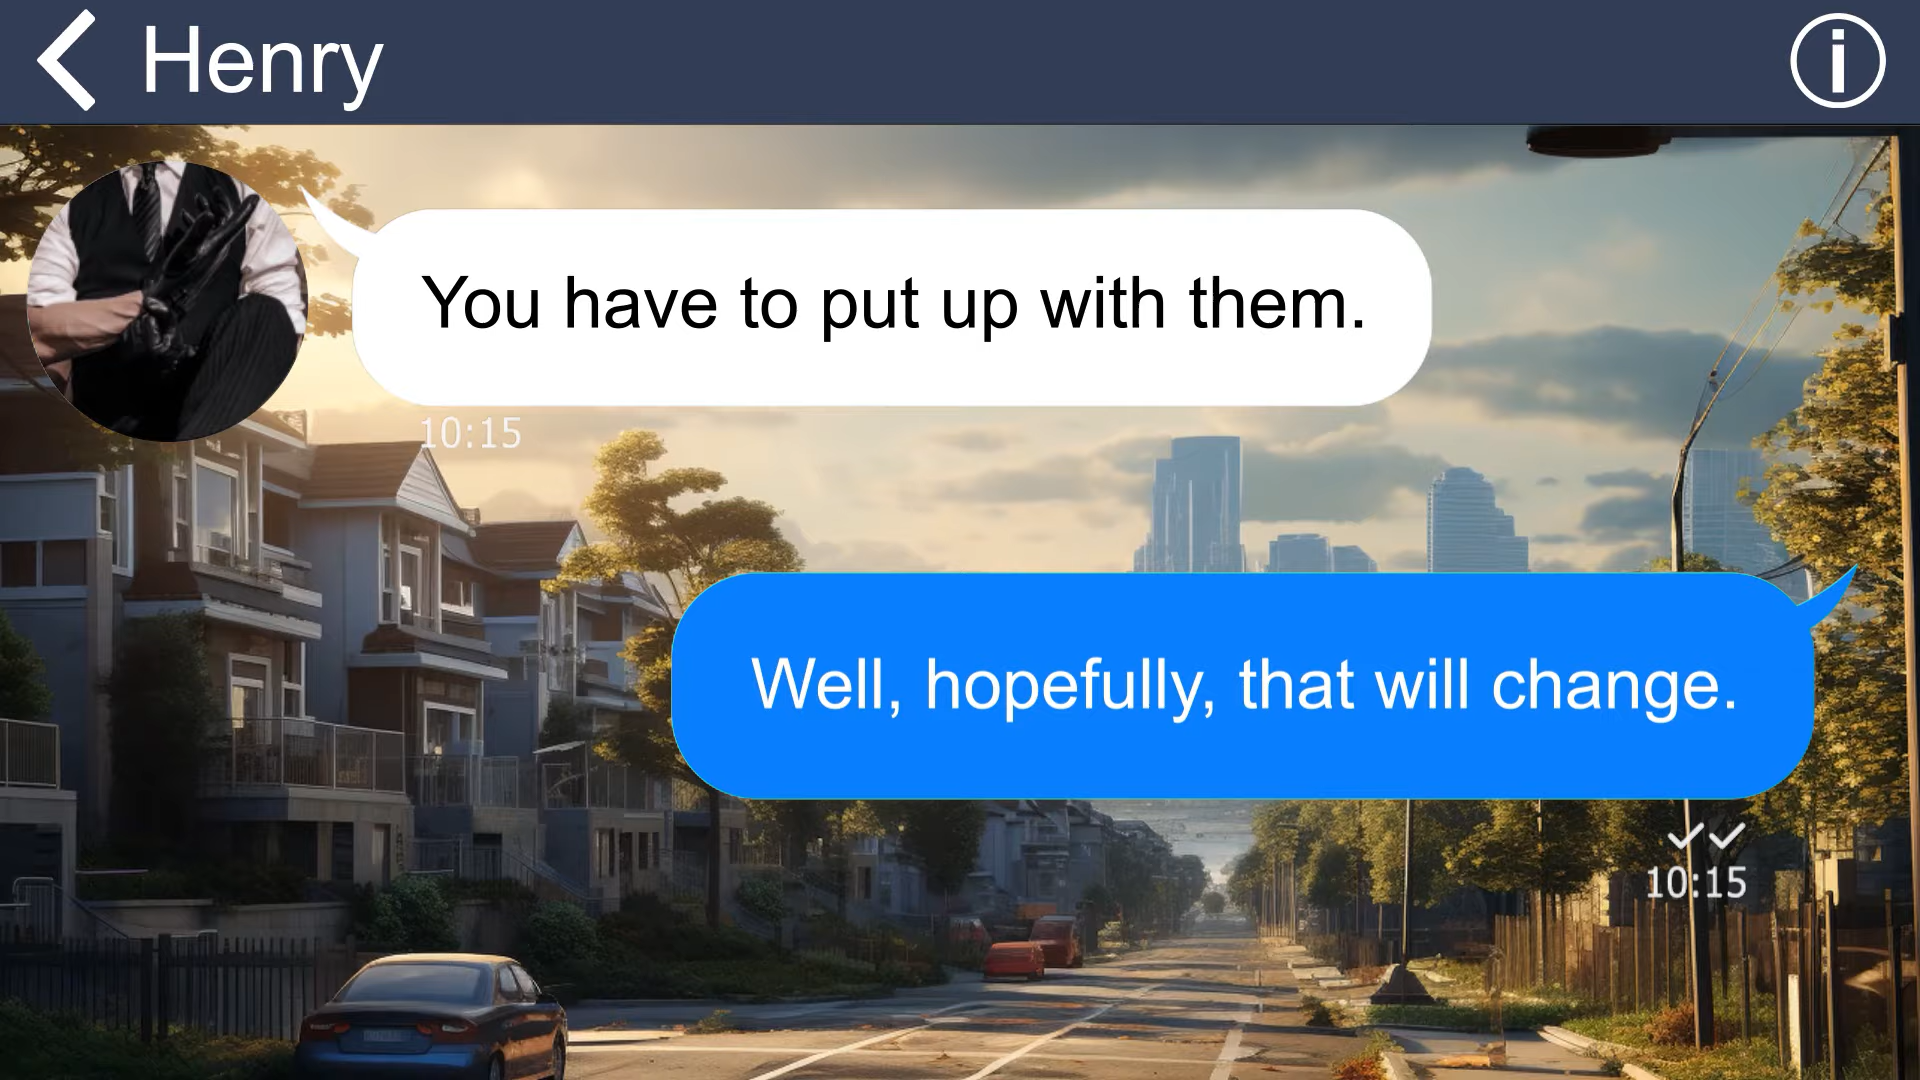 Henry
You have to put up with them.
10:15
Well, hopefully, that will change.
10:15